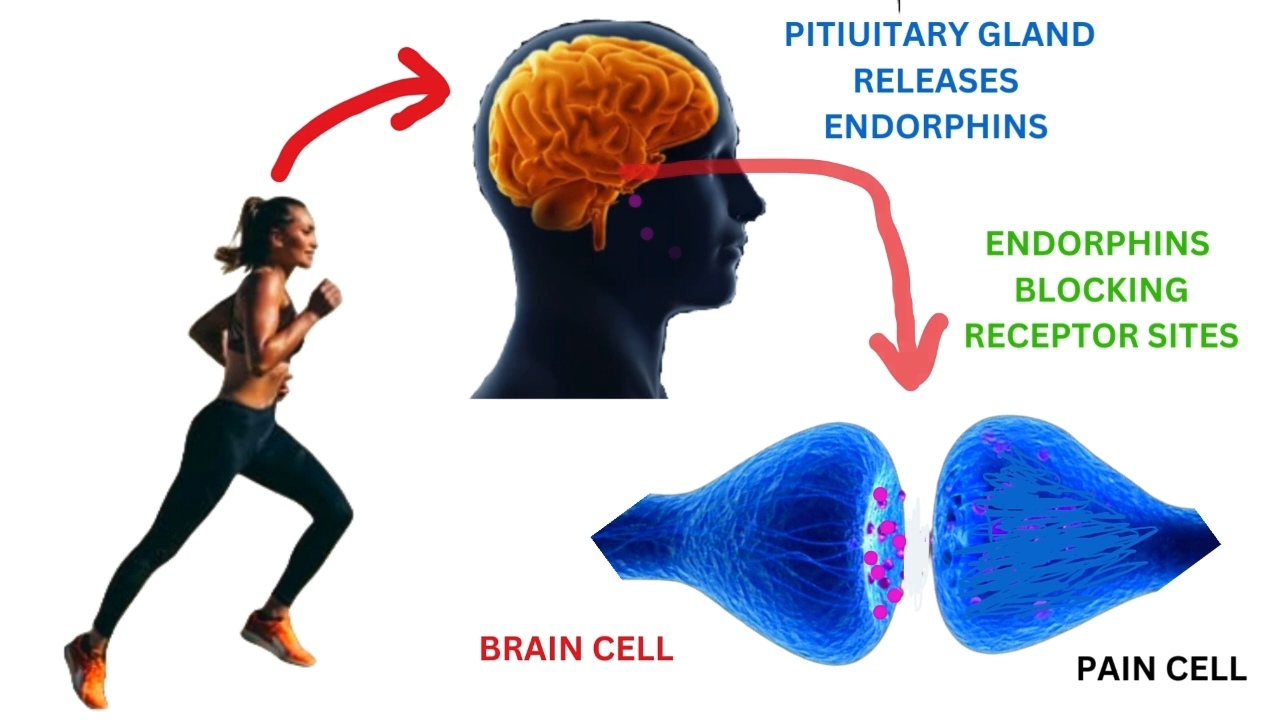 PITIUITARY GLAND
RELEASES
ENDORPHINS
ENDORPHINS
BLOCKING
RECEPTOR SITES
BRAIN CELL
PAIN CELL